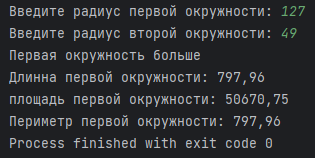 Введите радиус первой окружности: 127
Введите радиус второй окружности: 49
Первая окружность больше
Длинна первой окружности: 797,96
площадь первой окружности: 50670,75
Периметр первой окружности: 797,96
Process finished with exit code 0